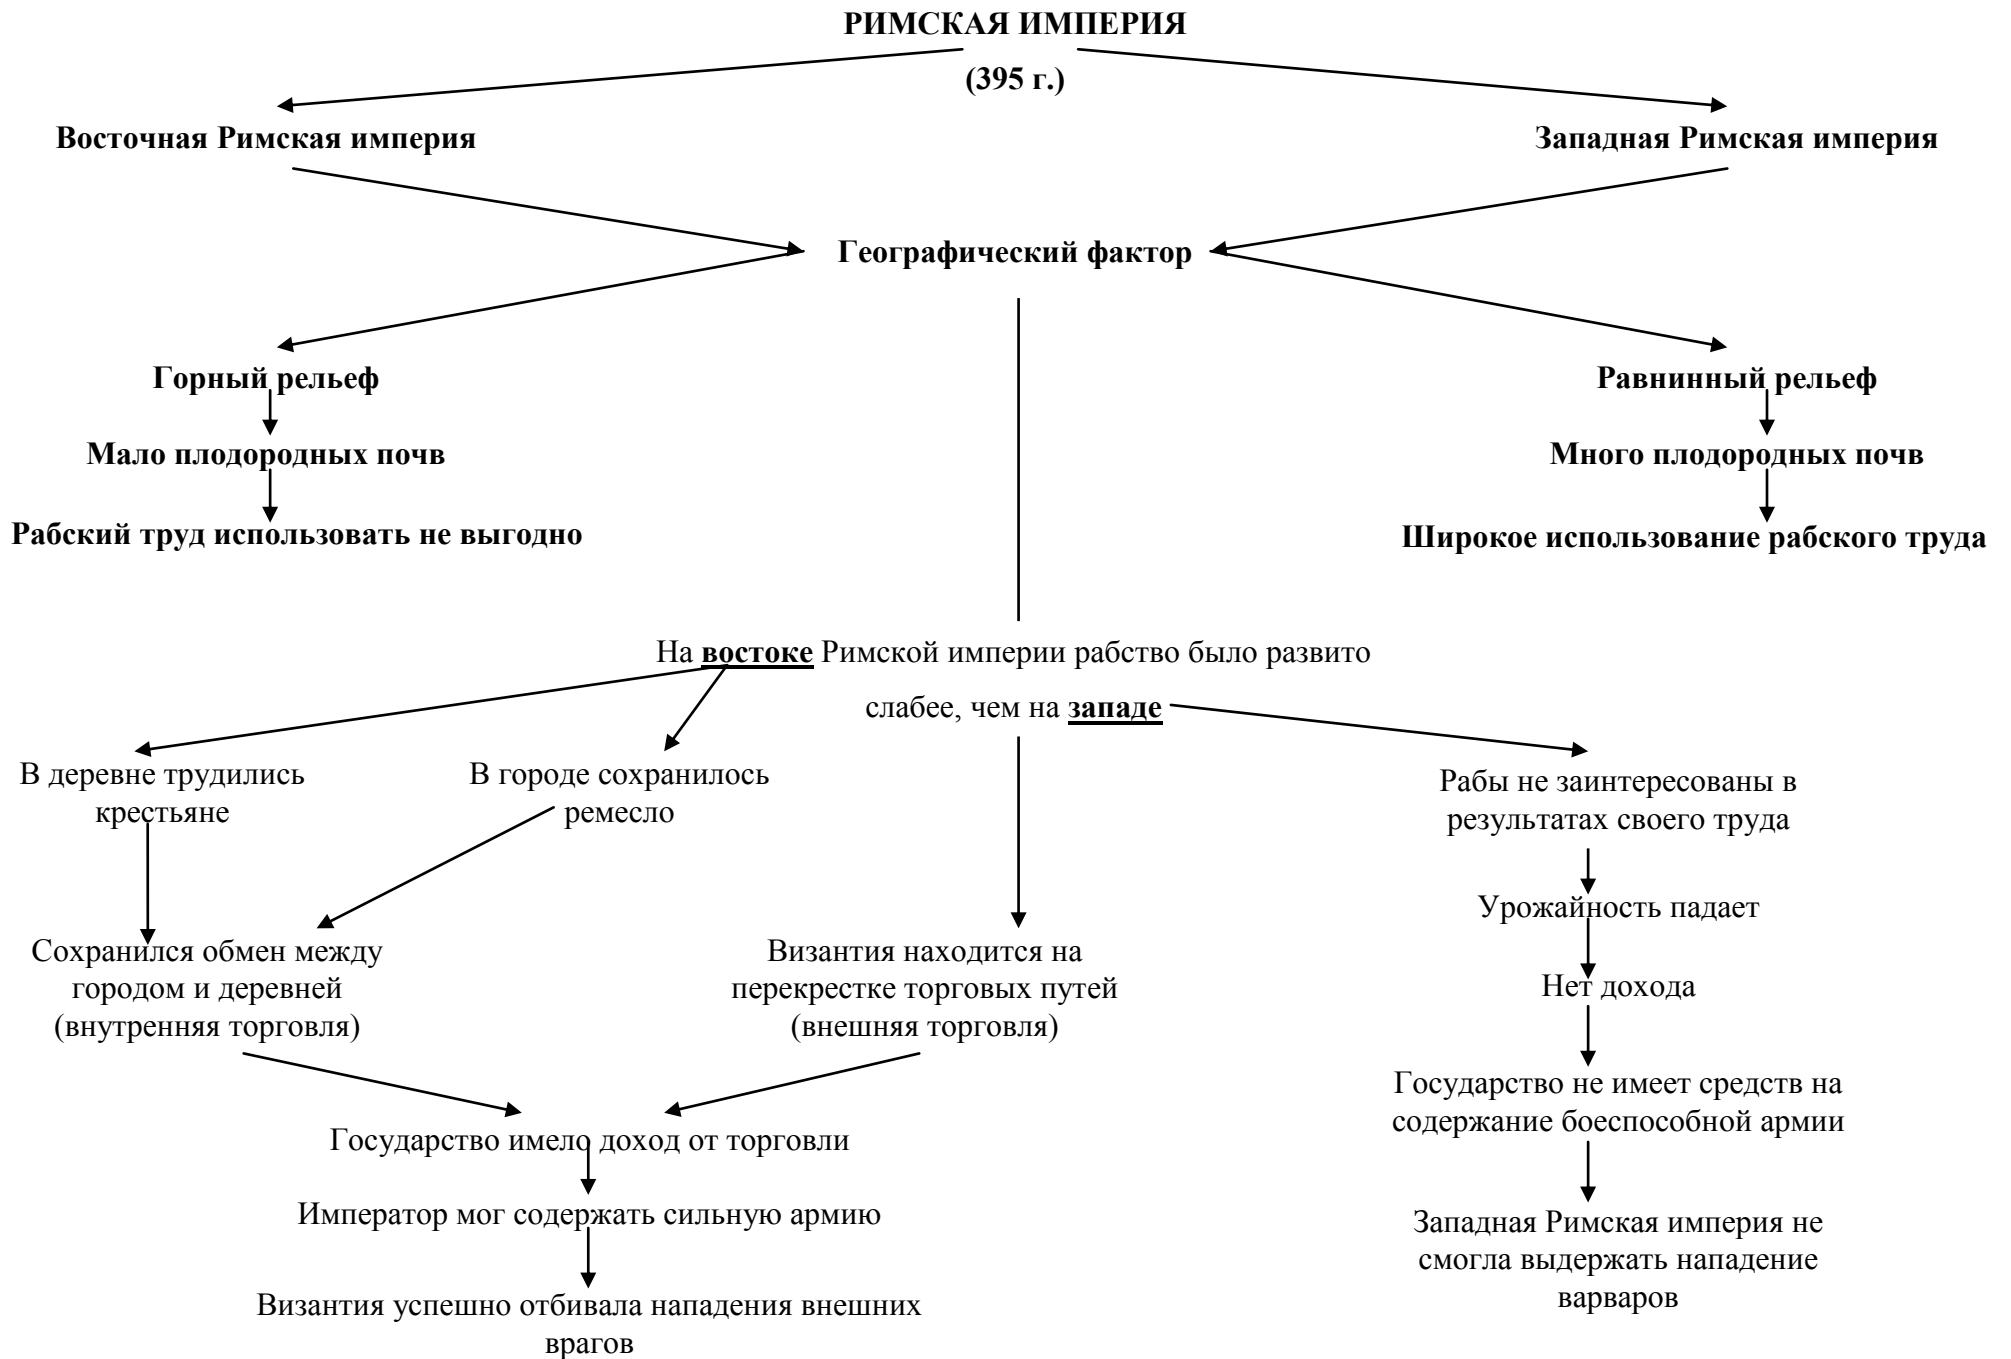 РИМСКАЯ ИМПЕРИЯ
(395 г.)
Восточная Римская империя
Западная Римская империя
Географический фактор
Горный рельеф
Равнинный рельеф
Мало плодородных почв
Много плодородных почв
Рабский труд использовать не выгодно
Широкое использование рабского труда
На востоке Римской империи рабство было развито
слабее, чем на западе
В деревне трудились
крестьяне
В городе сохранилось
ремесло
Рабы не заинтересованы в
результатах своего труда
Урожайность падает
Сохранился обмен между
городом и деревней
(внутренняя торговля)
Византия находится на
перекрестке торговых путей
(внешняя торговля)
Нет дохода
Государство не имеет средств на
содержание боеспособной армии
Государство имело доход от торговли
Император мог содержать сильную армию
Западная Римская империя не
смогла выдержать нападение
варваров
Византия успешно отбивала нападения внешних
врагов